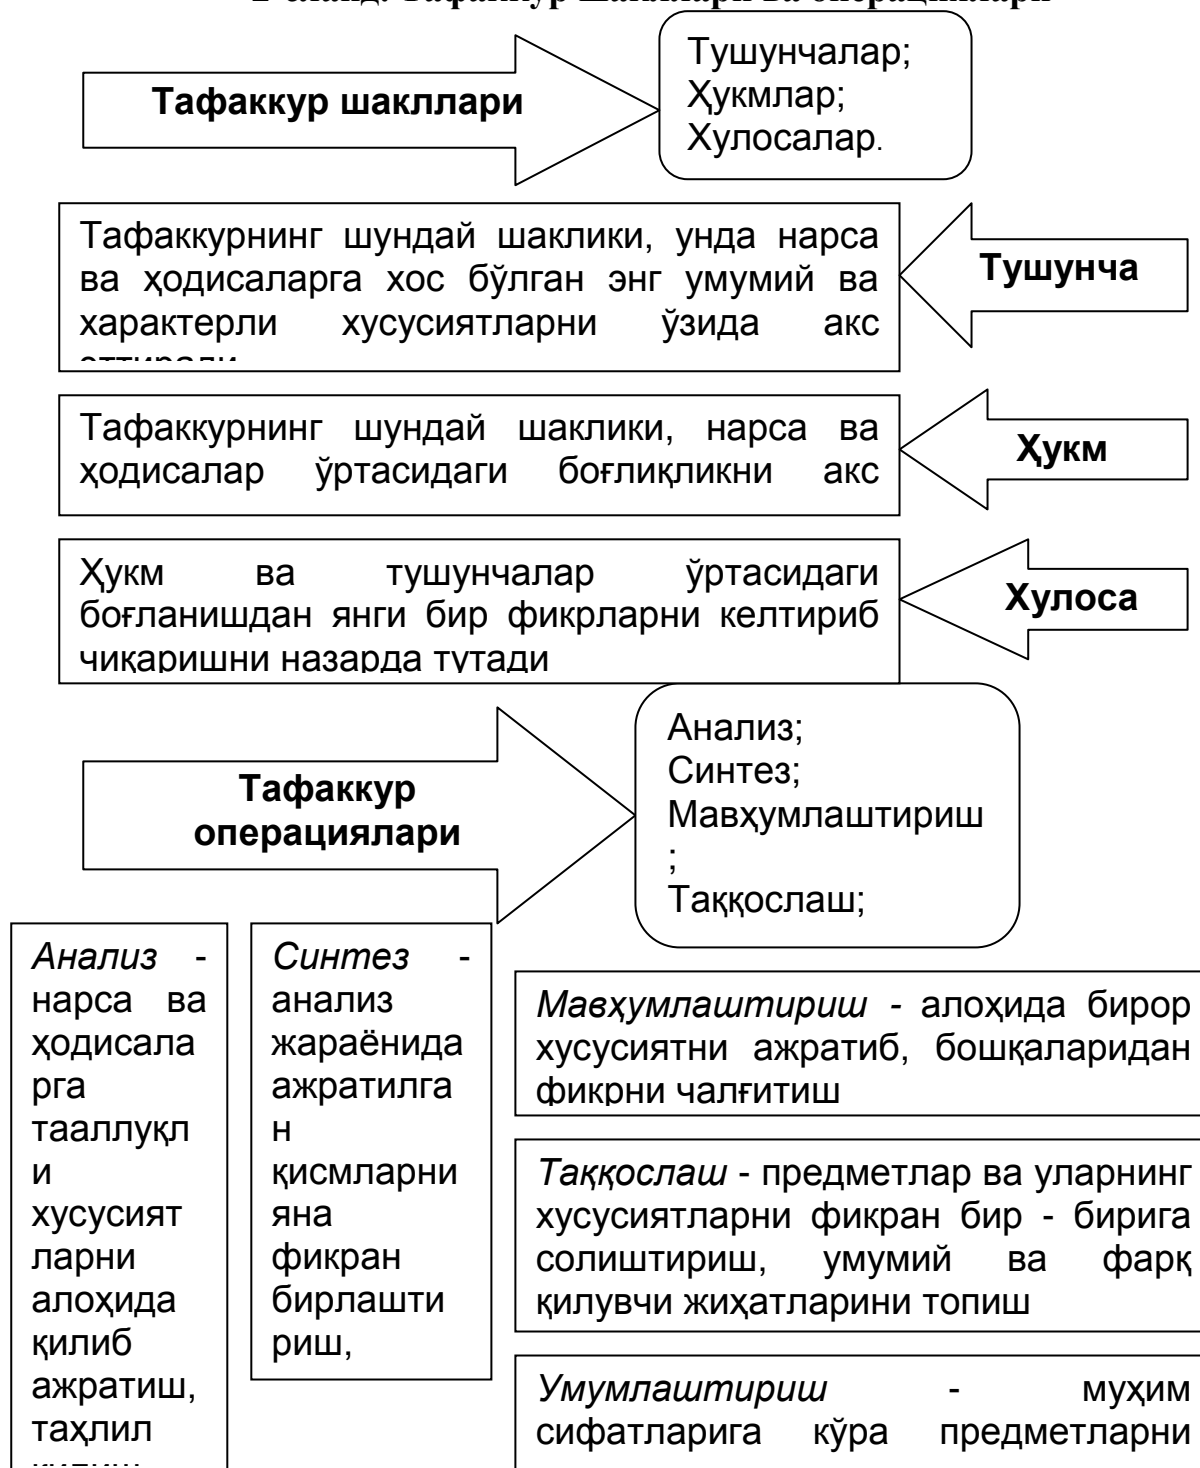 Тафаккур шакллари
Тушунчалар;
Ҳукмлар;
Хулосалар.
Тафаккурнинг шундай шаклики, унда нарса
ва ҳодисаларга хос бўлган энг умумий ва
характерли хусусиятларни ўзида акс
Тушунча
Тафаккурнинг шундай шаклики, нарса ва
ҳодисалар ўртасидаги боғлиқликни акс
Ҳукм
Ҳукм ва тушунчалар ўртасидаги
боғланишдан янги бир фикрларни келтириб
чиқаришни назарда тутади
Хулоса
Тафаккур
операциялари
Анализ;
Синтез;
Мавҳумлаштириш
;
Таққослаш;
Анализ -
нарса ва
ҳодисала
рга
тааллуқл
и
хусусият
ларни
алоҳида
қилиб
ажратиш,
таҳлил
Синтез -
анализ
жараёнида
ажратилга
н
қисмларни
яна
фикран
бирлашти
риш,
Мавҳумлаштириш - алоҳида бирор
хусусиятни ажратиб, бошқаларидан
фикрни чалғитиш
Таққослаш - предметлар ва уларнинг
хусусиятларни фикран бир - бирига
солиштириш, умумий ва фарқ
қилувчи жиҳатларини топиш
Умумлаштириш - муҳим
сифатларига кўра предметларни